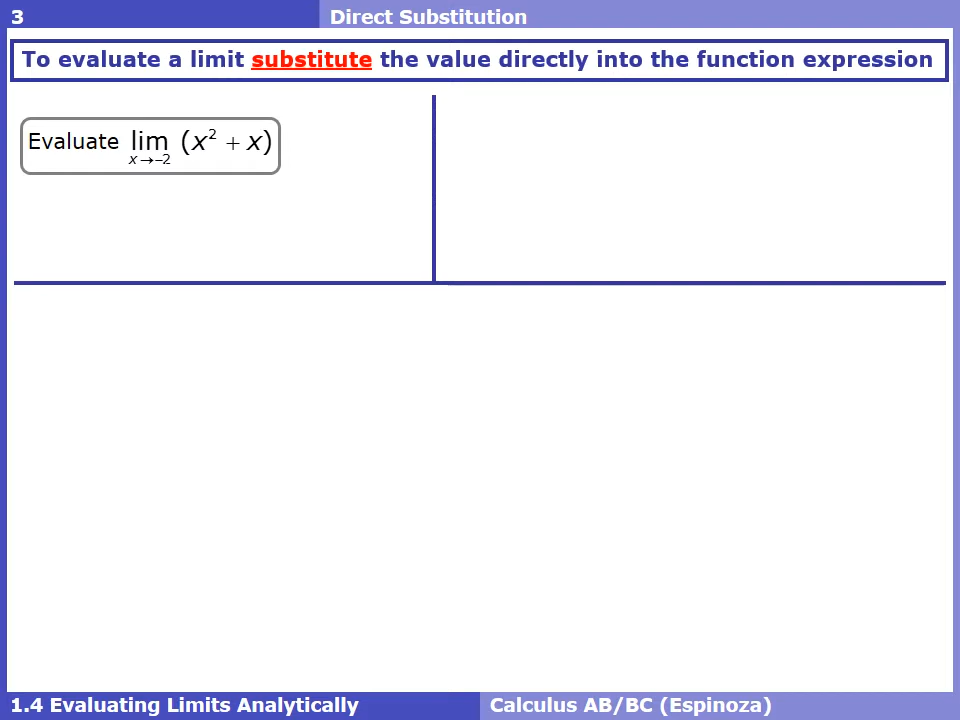 3 Direct Substitution
To evaluate a limit substitute the value directly into the function expression
Evaluate lim (x² + x)
x→−2
1.4 Evaluating Limits Analytically Calculus AB/BC (Espinoza)